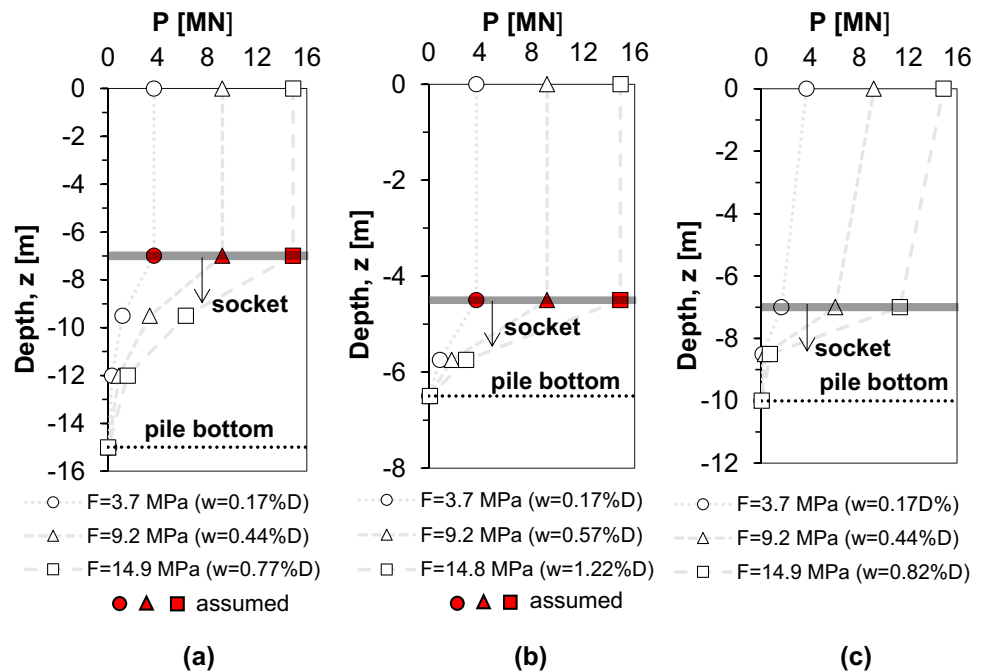 P [MN]
0 4 8 12 16
0
-2
-4
-6
-8
-10
-12
-14
-16
Depth, z [m]
socket
pile bottom
F=3.7 MPa (w=0.17%D)
F=9.2 MPa (w=0.44%D)
F=14.9 MPa (w=0.77%D)
assumed
(a)
P [MN]
0 4 8 12 16
0
-2
-4
-6
-8
Depth, z [m]
socket
pile bottom
F=3.7 MPa (w=0.17%D)
F=9.2 MPa (w=0.57%D)
F=14.8 MPa (w=1.22%D)
assumed
(b)
P [MN]
0 4 8 12 16
0
-2
-4
-6
-8
-10
-12
Depth, z [m]
socket
pile bottom
F=3.7 MPa (w=0.17D%)
F=9.2 MPa (w=0.44%D)
F=14.9 MPa (w=0.82%D)
(c)